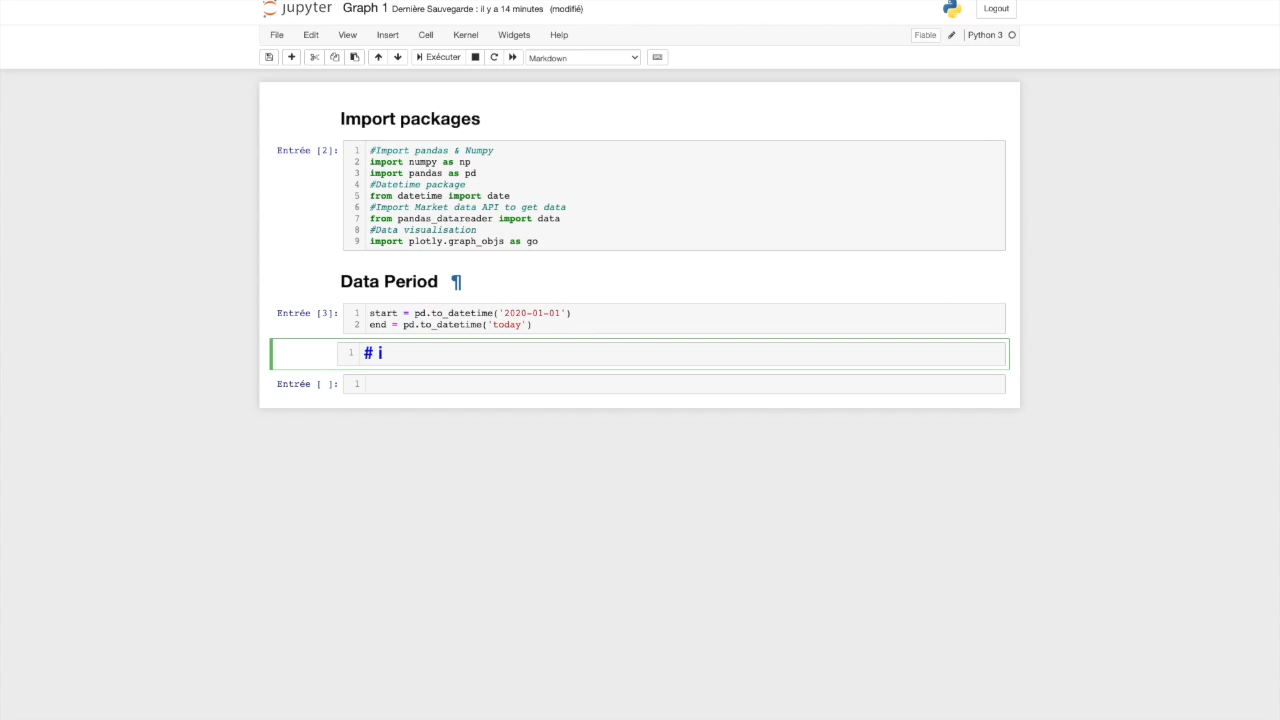 jupyter Graph 1 Dernière Sauvegarde : il y a 14 minutes (modifié) Logout
File Edit View Insert Cell Kernel Widgets Help Fiable Python 3
Exécuter Markdown
Import packages
Entrée [2]:
1 #Import pandas & Numpy
2 import numpy as np
3 import pandas as pd
4 #Datetime package
5 from datetime import date
6 #Import Market data API to get data
7 from pandas_datareader import data
8 #Data visualisation
9 import plotly.graph_objs as go
Data Period ¶
Entrée [3]:
1 start = pd.to_datetime('2020-01-01')
2 end = pd.to_datetime('today')
1 # i
Entrée [ ]:
1